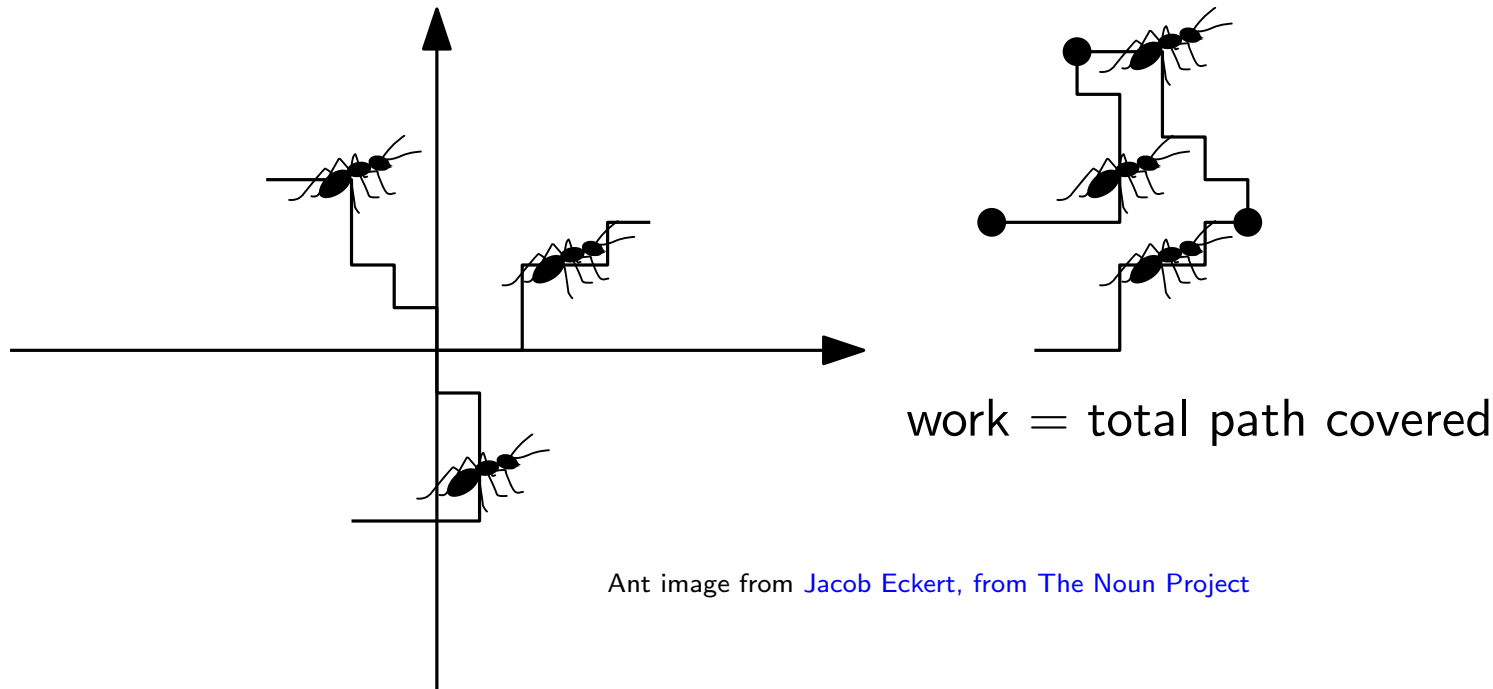 work = total path covered
Ant image from Jacob Eckert, from The Noun Project